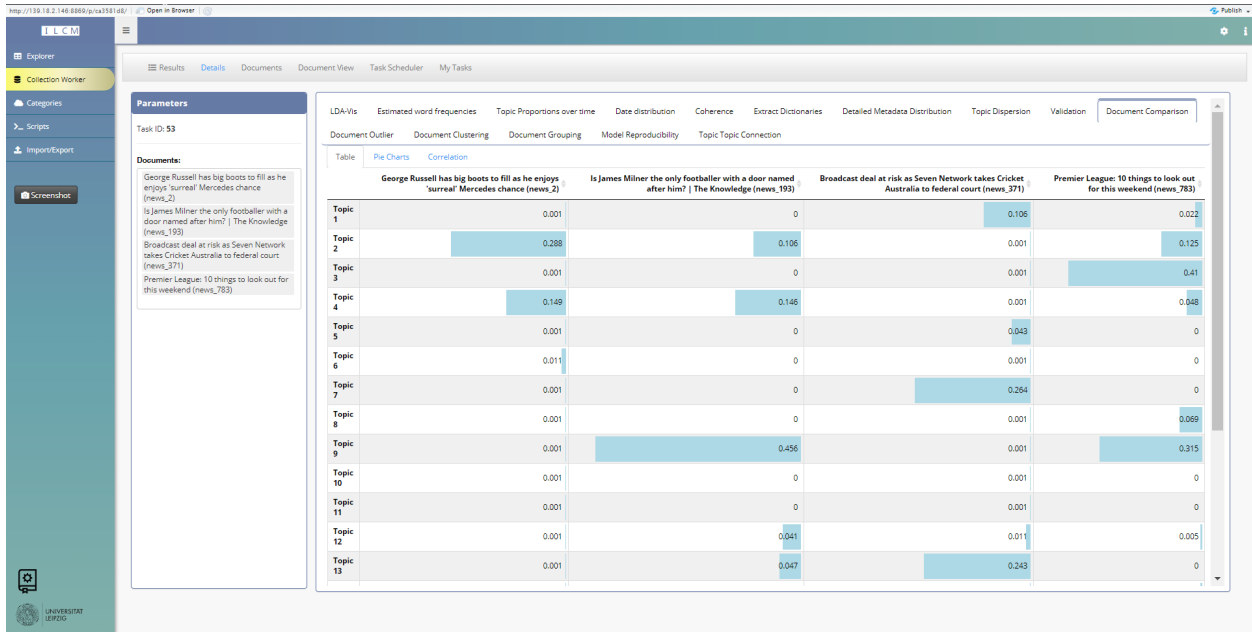 http://139.18.2.146:8869/p/ca3581d8/
Open in Browser
Publish
ILCM
Explorer
Collection Worker
Categories
Scripts
Import/Export
Screenshot
UNIVERSITÄT
LEIPZIG
Results Details Documents Document View Task Scheduler My Tasks
Parameters
Task ID: 53
Documents:
George Russell has big boots to fill as he
enjoys 'surreal' Mercedes chance
(news_2)
Is James Milner the only footballer with a
door named after him? | The Knowledge
(news_193)
Broadcast deal at risk as Seven Network
takes Cricket Australia to federal court
(news_371)
Premier League: 10 things to look out for
this weekend (news_783)
LDA-Vis Estimated word frequencies Topic Proportions over time Date distribution Coherence Extract Dictionaries Detailed Metadata Distribution Topic Dispersion Validation Document Comparison
Document Outlier Document Clustering Document Grouping Model Reproducibility Topic Topic Connection
Table Pie Charts Correlation
George Russell has big boots to fill as he enjoys
'surreal' Mercedes chance (news_2)
Is James Milner the only footballer with a door named
after him? | The Knowledge (news_193)
Broadcast deal at risk as Seven Network takes Cricket
Australia to federal court (news_371)
Premier League: 10 things to look out
for this weekend (news_783)
Topic
1 0.001 0 0.106 0.022
Topic
2 0.288 0.106 0.001 0.125
Topic
3 0.001 0 0.001 0.41
Topic
4 0.149 0.146 0.001 0.048
Topic
5 0.001 0 0.043 0
Topic
6 0.011 0 0.001 0
Topic
7 0.001 0 0.264 0
Topic
8 0.001 0 0.001 0.069
Topic
9 0.001 0.456 0.001 0.315
Topic
10 0.001 0 0.001 0
Topic
11 0.001 0 0.001 0
Topic
12 0.001 0.041 0.011 0.005
Topic
13 0.001 0.047 0.243 0